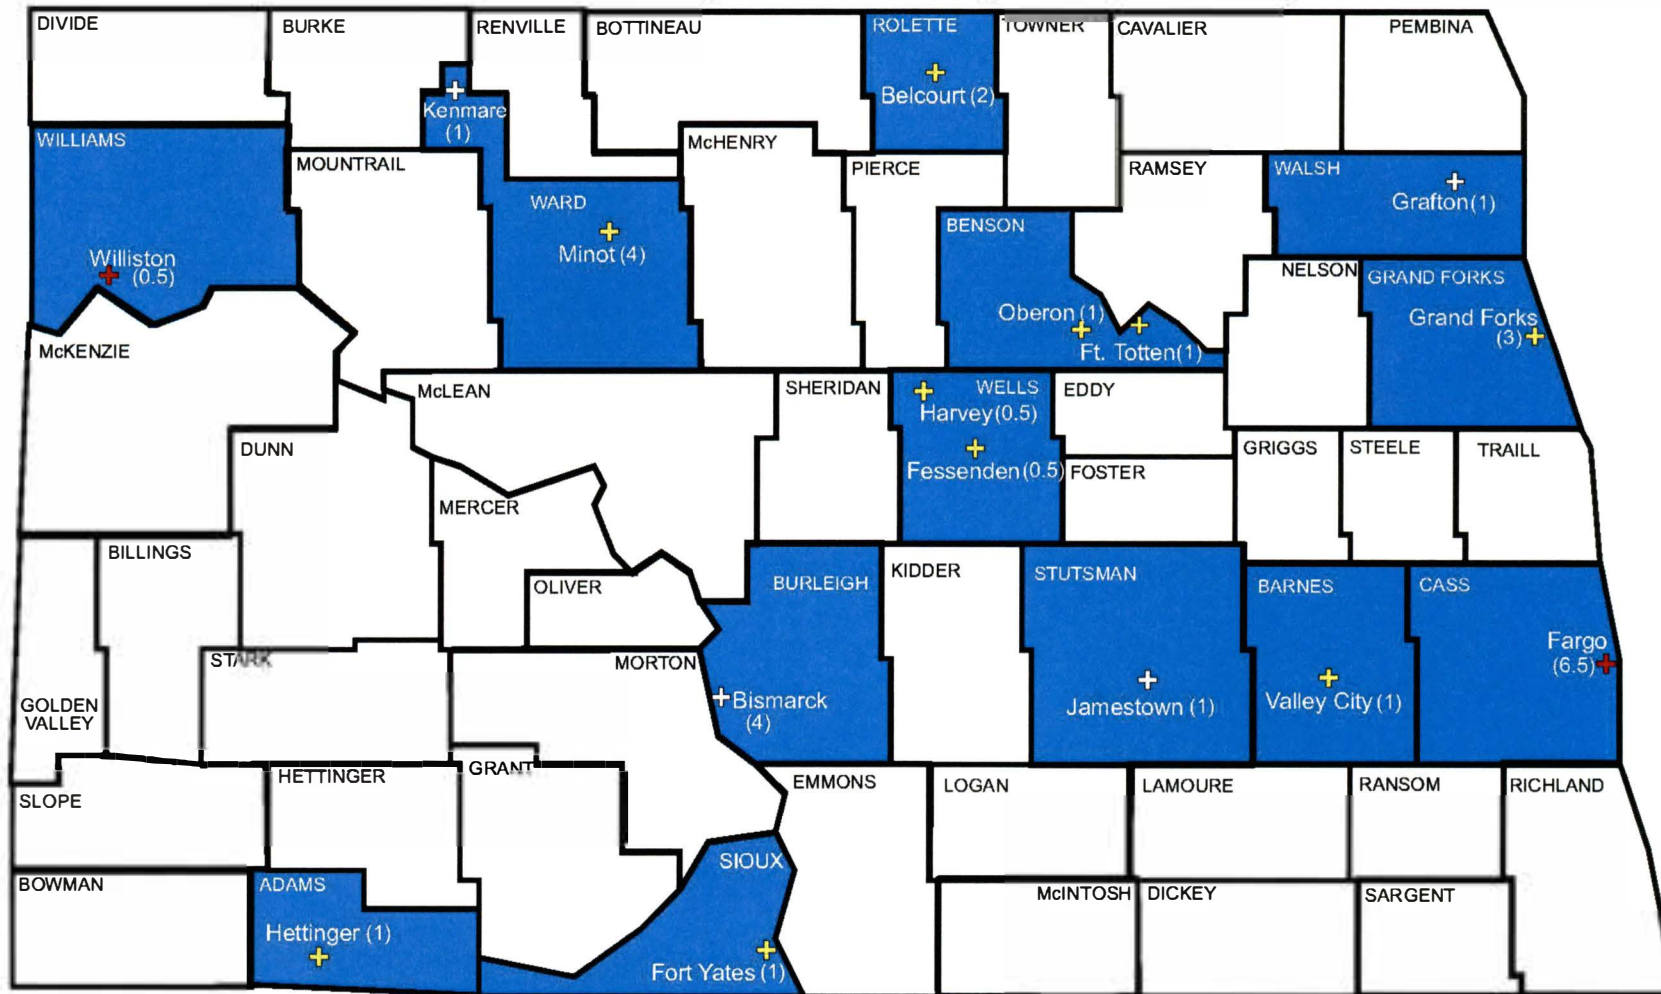 DIVIDE
BURKE
RENVILLE
BOTTINEAU
ROLETTE
TOWNER
CAVALIER
PEMBINA
Belcourt (2)
Kenmare
(1)
WILLIAMS
MOUNTRAIL
McHENRY
PIERCE
RAMSEY
WALSH
Grafton (1)
WARD
Minot (4)
BENSON
Williston
(0.5)
Oberon (1)
Ft. Totten (1)
NELSON
GRAND FORKS
Grand Forks
(3)
McKENZIE
McLEAN
SHERIDAN
WELLS
Harvey (0.5)
Fessenden (0.5)
EDDY
FOSTER
GRIGGS
STEELE
TRAILL
DUNN
MERCER
BILLINGS
OLIVER
BURLEIGH
KIDDER
STUTSMAN
BARNES
CASS
Fargo
(6.5)
STARK
MORTON
Bismarck
(4)
Jamestown (1)
Valley City (1)
GOLDEN
VALLEY
SLOPE
HETTINGER
GRANT
EMMONS
LOGAN
LAMOURE
RANSOM
RICHLAND
BOWMAN
ADAMS
Hettinger (1)
SIOUX
Fort Yates (1)
McINTOSH
DICKEY
SARGENT